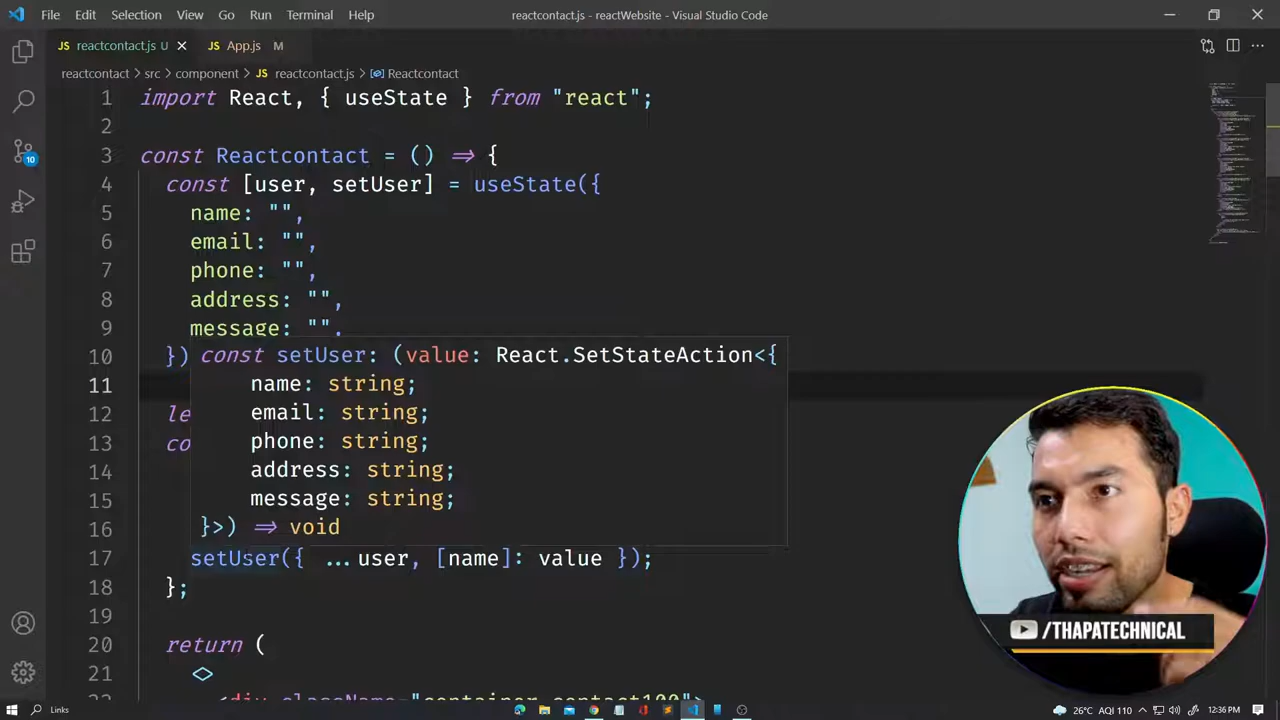 File Edit Selection View Go Run Terminal Help reactcontact.js - reactWebsite - Visual Studio Code
JS reactcontact.js U JS App.js M
reactcontact > src > component > JS reactcontact.js > Reactcontact
1 import React, { useState } from "react";
2
3 const Reactcontact = () => {
4 const [user, setUser] = useState({
5 name: "",
6 email: "",
7 phone: "",
8 address: "",
9 message: "",
10 }) const setUser: (value: React.SetStateAction<{
11 name: string;
12 le email: string;
13 co phone: string;
14 address: string;
15 message: string;
16 }>) => void
17 setUser({ ...user, [name]: value });
18 };
19
20 return (
21 <>
22 <div className="container contact100">
10
/THAPATECHNICAL
Links 26°C AQI 110 12:36 PM